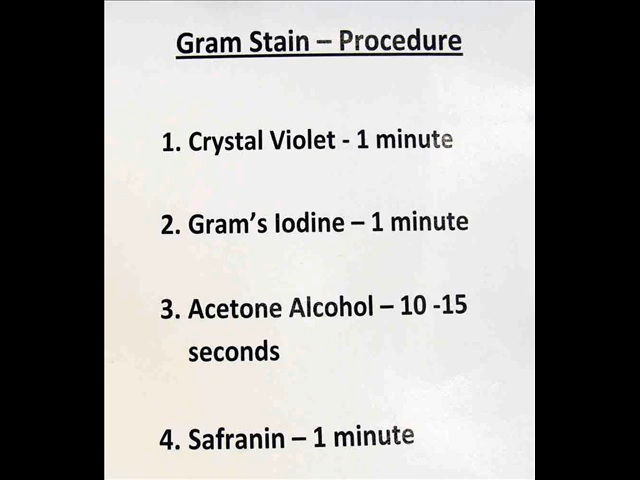 Gram Stain – Procedure
1. Crystal Violet - 1 minute
2. Gram’s Iodine – 1 minute
3. Acetone Alcohol – 10 -15
seconds
4. Safranin – 1 minute